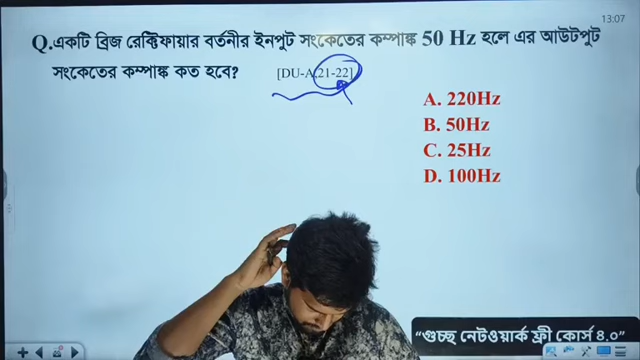 13:07
Q.একটি ব্রিজ রেক্টিফায়ার বর্তনীর ইনপুট সংকেতের কম্পাঙ্ক 50 Hz হলে এর আউটপুট
সংকেতের কম্পাঙ্ক কত হবে? [DU-A,21-22]
A. 220Hz
B. 50Hz
C. 25Hz
D. 100Hz
"গুচ্ছ নেটওয়ার্ক ফ্রী কোর্স ৪.০"